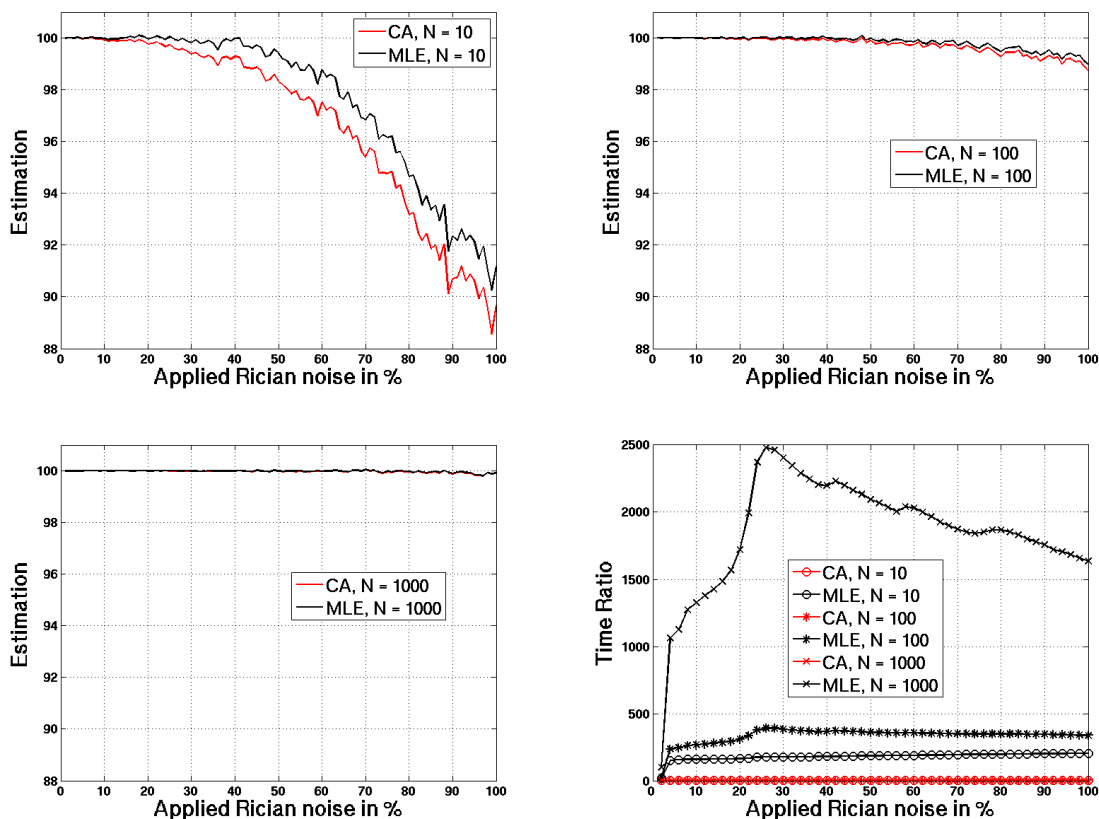 Estimation
100
98
96
94
92
90
88
CA, N = 10
MLE, N = 10
0 10 20 30 40 50 60 70 80 90 100
Applied Rician noise in %
Estimation
100
98
96
94
92
90
88
CA, N = 100
MLE, N = 100
0 10 20 30 40 50 60 70 80 90 100
Applied Rician noise in %
Estimation
100
98
96
94
92
90
88
CA, N = 1000
MLE, N = 1000
0 10 20 30 40 50 60 70 80 90 100
Applied Rician noise in %
Time Ratio
2500
2000
1500
1000
500
0
CA, N = 10
MLE, N = 10
CA, N = 100
MLE, N = 100
CA, N = 1000
MLE, N = 1000
0 10 20 30 40 50 60 70 80 90 100
Applied Rician noise in %